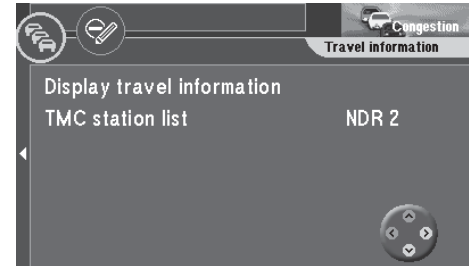 Congestion
Travel information
Display travel information
TMC station list NDR 2